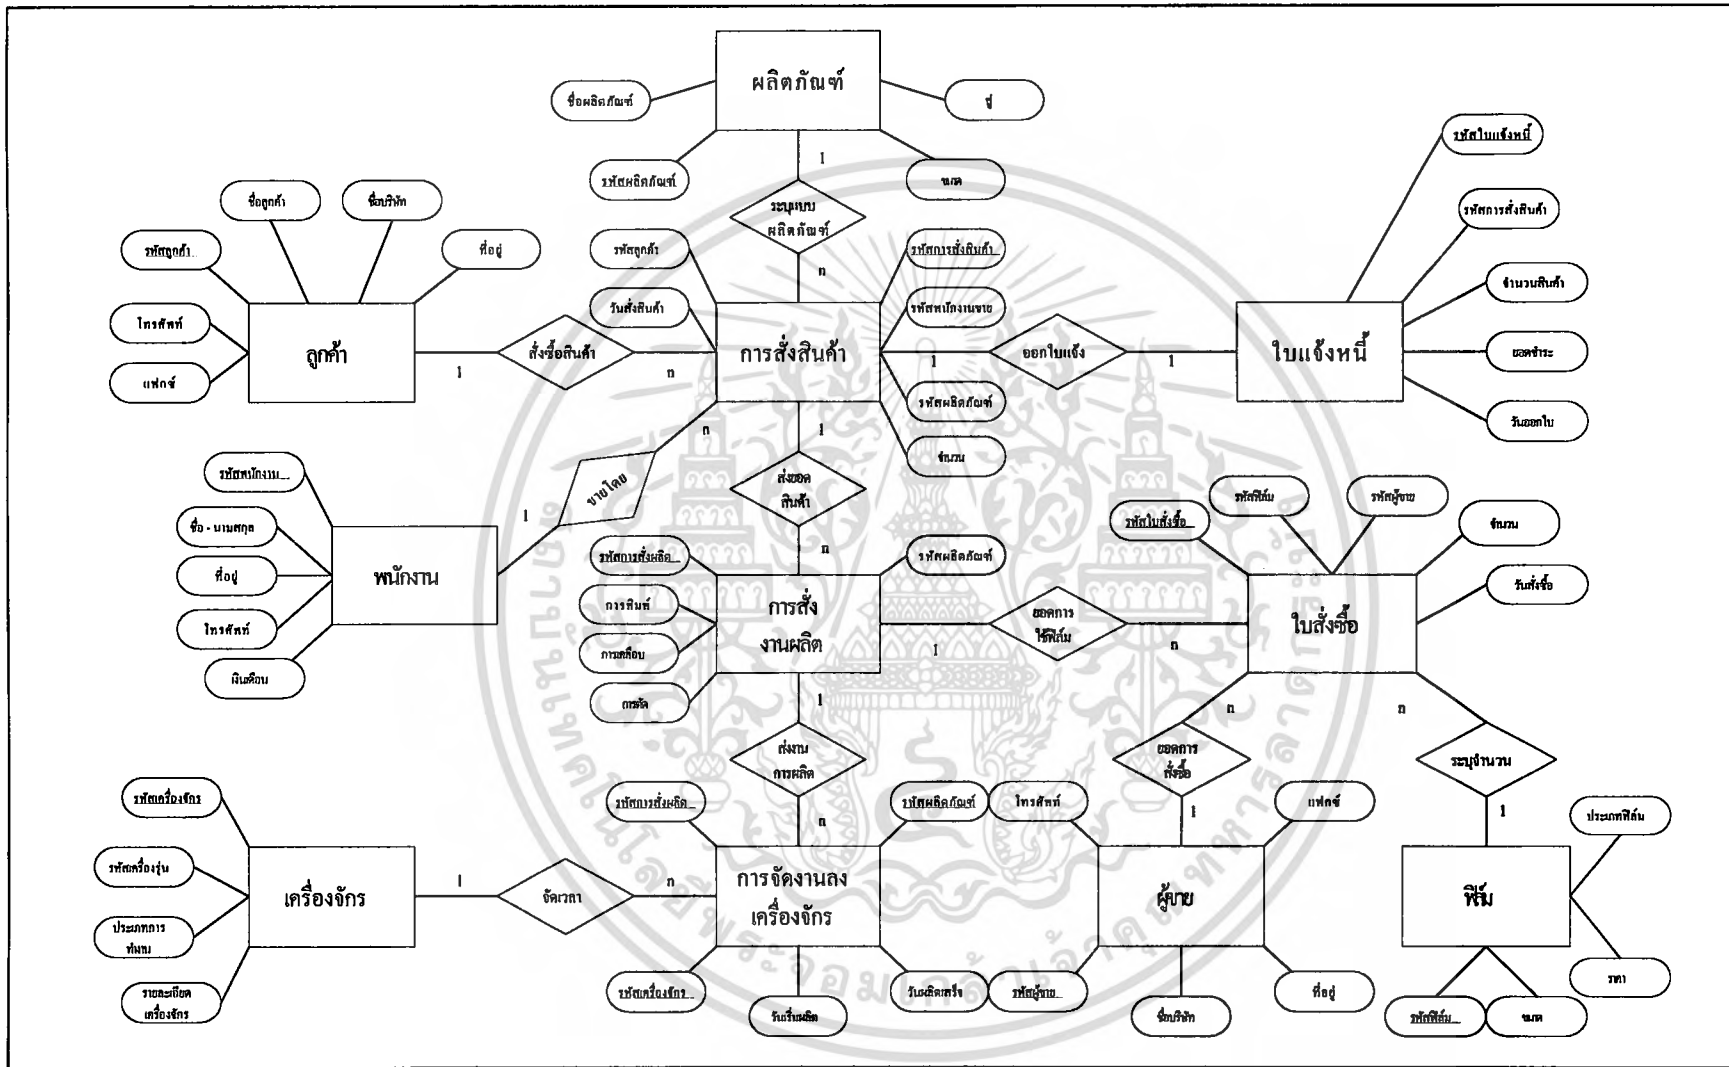 ผลิตภัณฑ์
ชื่อผลิตภัณฑ์
รหัสผลิตภัณฑ์
ขนาด
1
ระบุแบบ
ผลิตภัณฑ์
n
รหัสใบแจ้งหนี้
รหัสการสั่งสินค้า
จำนวนสินค้า
ยอดชำระ
วันออกใบ
ใบแจ้งหนี้
ชื่อลูกค้า
ชื่อบริษัท
รหัสลูกค้า
ที่อยู่
โทรศัพท์
แฟกซ์
ลูกค้า
1
สั่งซื้อสินค้า
n
รหัสลูกค้า
วันสั่งสินค้า
การสั่งสินค้า
รหัสการสั่งสินค้า
รหัสพนักงานขาย
รหัสผลิตภัณฑ์
จำนวน
1
ออกใบแจ้ง
1
รหัสพนักงาน
ชื่อ - นามสกุล
ที่อยู่
โทรศัพท์
เงินเดือน
พนักงาน
1
ขายโดย
n
1
ส่งยอด
สินค้า
n
รหัสการสั่งผลิต
การพิมพ์
การเคลือบ
การตัด
การสั่ง
งานผลิต
รหัสผลิตภัณฑ์
1
ยอดการ
ใช้ฟิล์ม
n
รหัสใบสั่งซื้อ
รหัสฟิล์ม
รหัสผู้ขาย
จำนวน
วันสั่งซื้อ
ใบสั่งซื้อ
1
ส่งงาน
การผลิต
n
n
ยอดการ
สั่งซื้อ
1
n
ระบุจำนวน
1
รหัสเครื่องจักร
รหัสเครื่องรุ่น
ประเภทการ
ทำงาน
รายละเอียด
เครื่องจักร
เครื่องจักร
1
จัดเวลา
n
รหัสการสั่งผลิต
รหัสผลิตภัณฑ์
การจัดงานลง
เครื่องจักร
รหัสเครื่องจักร
วันเริ่มผลิต
วันผลิตเสร็จ
โทรศัพท์
แฟกซ์
ผู้ขาย
รหัสผู้ขาย
ชื่อบริษัท
ที่อยู่
ประเภทฟิล์ม
ฟิล์ม
ราคา
รหัสฟิล์ม
ขนาด